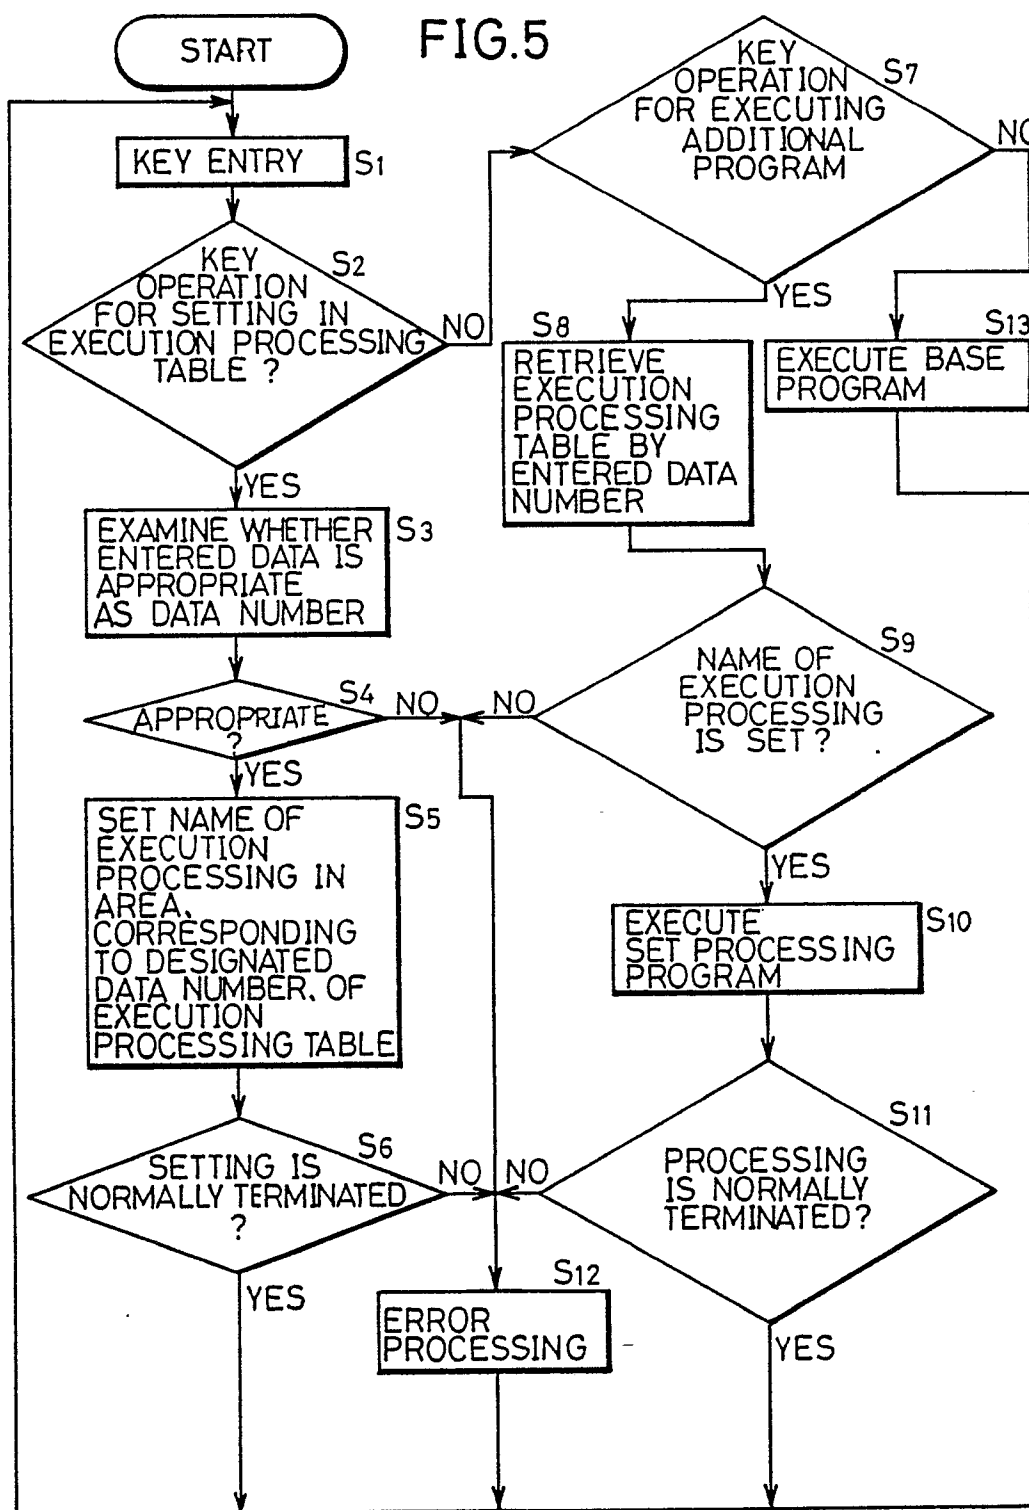 FIG.5
START
KEY ENTRY
S1
KEY
OPERATION
FOR SETTING IN
EXECUTION PROCESSING
TABLE ?
S2
NO
YES
EXAMINE WHETHER
ENTERED DATA IS
APPROPRIATE
AS DATA NUMBER
S3
APPROPRIATE
?
S4
NO
YES
SET NAME OF
EXECUTION
PROCESSING IN
AREA,
CORRESPONDING
TO DESIGNATED
DATA NUMBER, OF
EXECUTION
PROCESSING TABLE
S5
SETTING IS
NORMALLY TERMINATED
?
S6
NO
YES
KEY
OPERATION
FOR EXECUTING
ADDITIONAL
PROGRAM
S7
NO
YES
S8
RETRIEVE
EXECUTION
PROCESSING
TABLE BY
ENTERED DATA
NUMBER
S13
EXECUTE BASE
PROGRAM
NAME OF
EXECUTION
PROCESSING
IS SET ?
S9
NO
YES
EXECUTE
SET PROCESSING
PROGRAM
S10
PROCESSING
IS NORMALLY
TERMINATED?
S11
NO
YES
S12
ERROR
PROCESSING